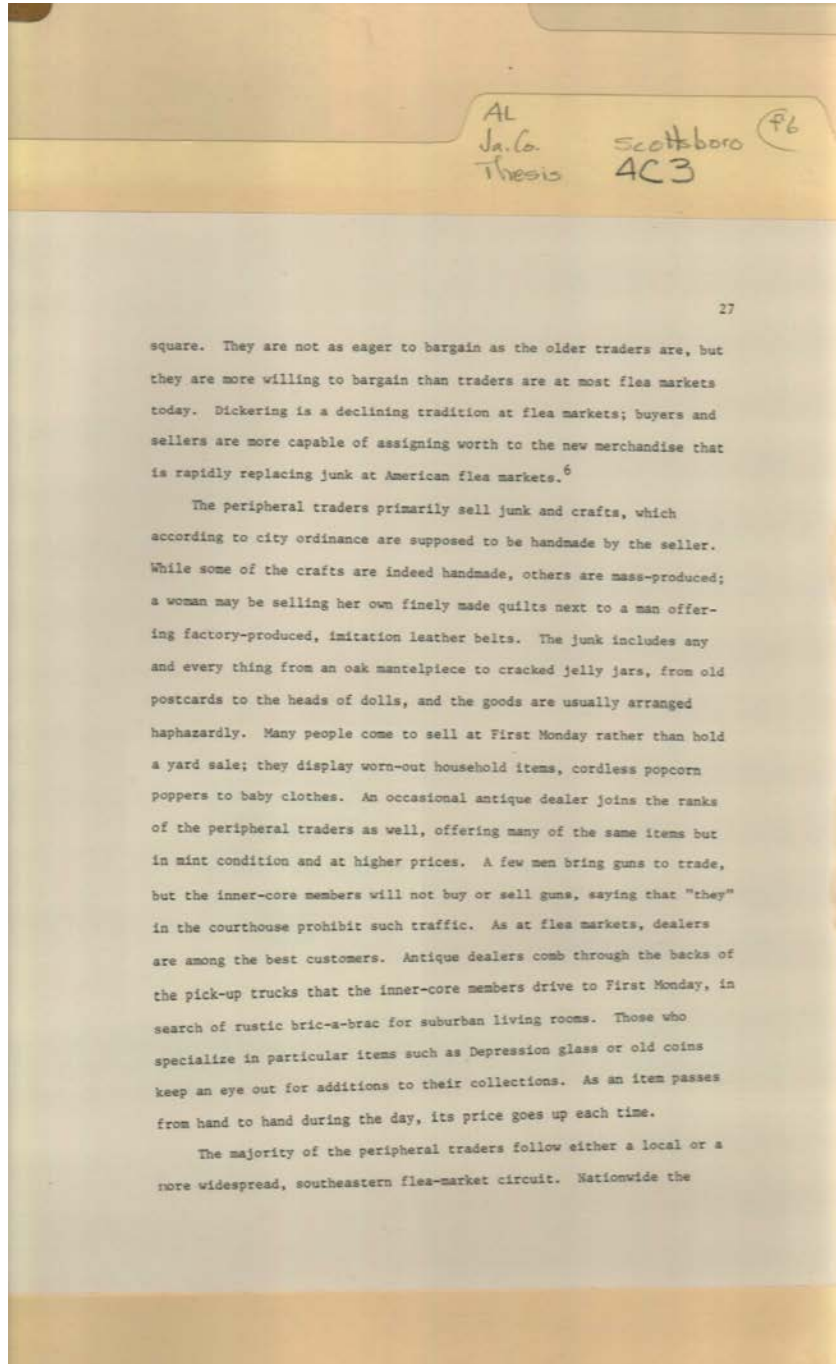 AL
Ja.Co. Scottsboro P6
Thesis 4C3
27
square. They are not as eager to bargain as the older traders are, but
they are more willing to bargain than traders are at most flea markets
today. Dickering is a declining tradition at flea markets; buyers and
sellers are more capable of assigning worth to the new merchandise that
is rapidly replacing junk at American flea markets.6
The peripheral traders primarily sell junk and crafts, which
according to city ordinance are supposed to be handmade by the seller.
While some of the crafts are indeed handmade, others are mass-produced;
a woman may be selling her own finely made quilts next to a man offer-
ing factory-produced, imitation leather belts. The junk includes any
and every thing from an oak mantelpiece to cracked jelly jars, from old
postcards to the heads of dolls, and the goods are usually arranged
haphazardly. Many people come to sell at First Monday rather than hold
a yard sale; they display worn-out household items, cordless popcorn
poppers to baby clothes. An occasional antique dealer joins the ranks
of the peripheral traders as well, offering many of the same items but
in mint condition and at higher prices. A few men bring guns to trade,
but the inner-core members will not buy or sell guns, saying that "they"
in the courthouse prohibit such traffic. As at flea markets, dealers
are among the best customers. Antique dealers comb through the backs of
the pick-up trucks that the inner-core members drive to First Monday, in
search of rustic bric-a-brac for suburban living rooms. Those who
specialize in particular items such as Depression glass or old coins
keep an eye out for additions to their collections. As an item passes
from hand to hand during the day, its price goes up each time.
The majority of the peripheral traders follow either a local or a
more widespread, southeastern flea-market circuit. Nationwide the